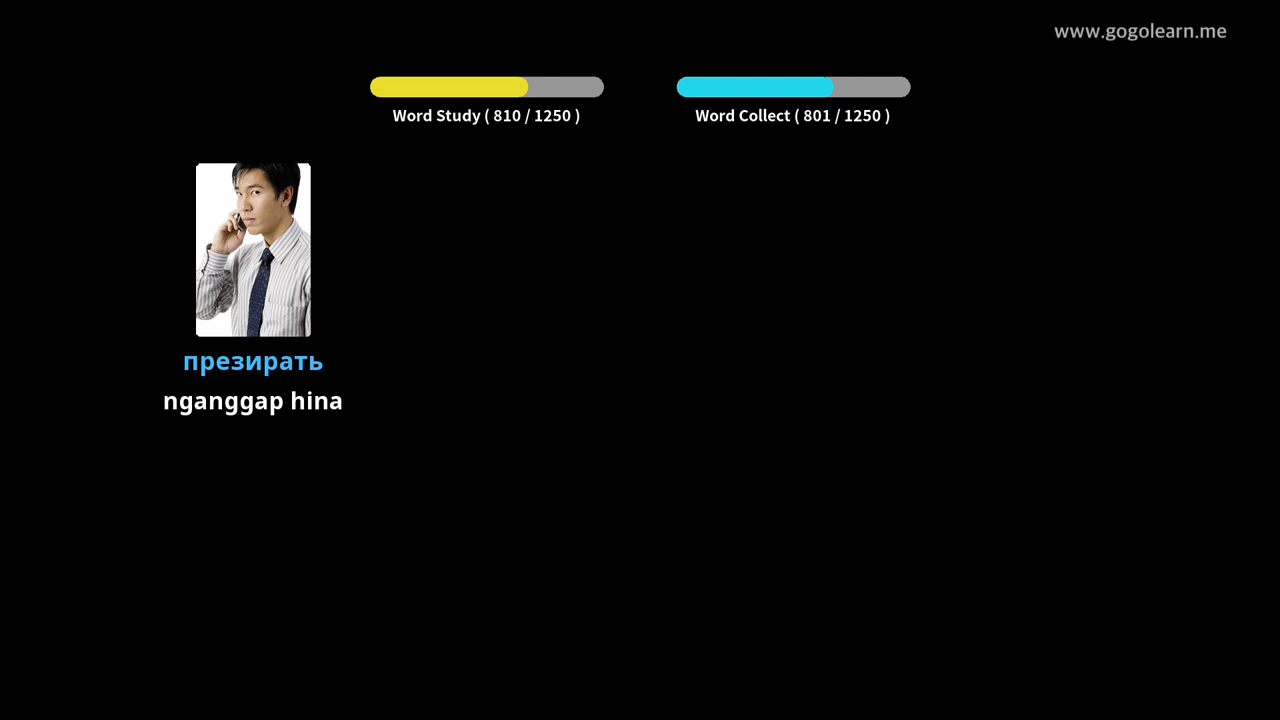 www.gogolearn.me
Word Study ( 810 / 1250 )
Word Collect ( 801 / 1250 )
презирать
nganggap hina